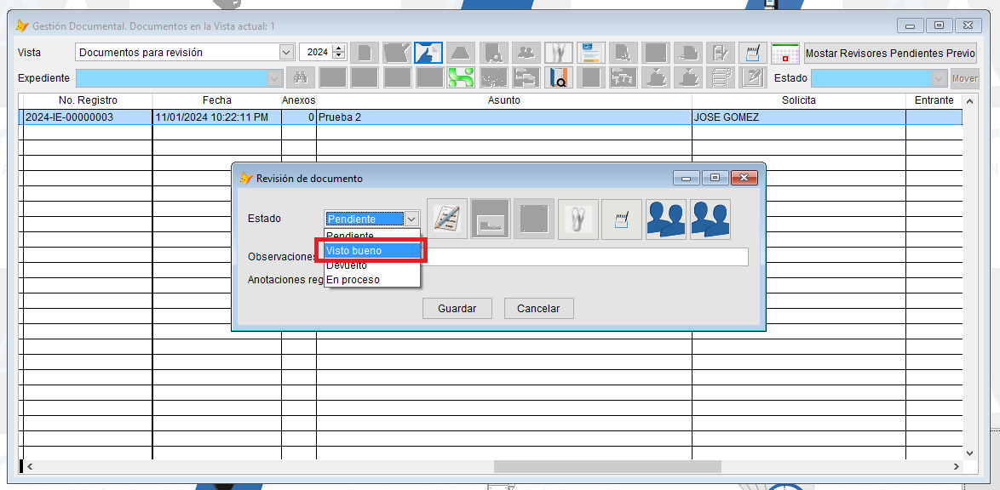 Gestión Documental. Documentos en la Vista actual: 1
Vista Documentos para revisión 2024 Mostar Revisores Pendientes Previo
Expediente Estado Mover
No. Registro Fecha Anexos Asunto Solicita Entrante
2024-IE-00000003 11/01/2024 10:22:11 PM 0 Prueba 2 JOSE GOMEZ
Revisión de documento
Estado Pendiente
Pendiente
Visto bueno
Observaciones
Devuelto
Anotaciones reg
En proceso
Guardar Cancelar